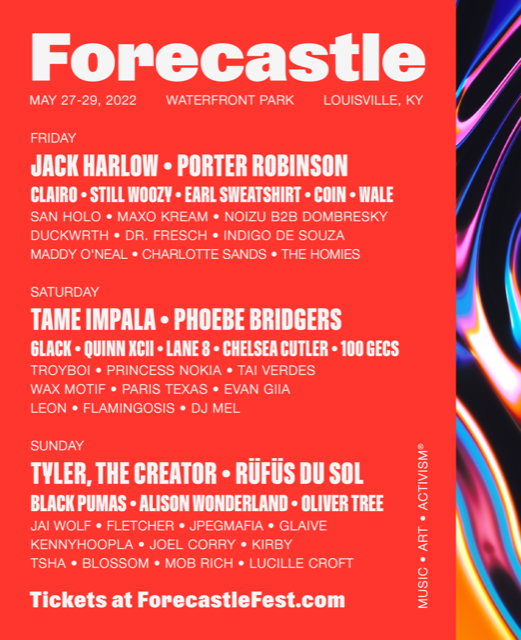 Forecastle
MAY 27-29, 2022 WATERFRONT PARK LOUISVILLE, KY
FRIDAY
JACK HARLOW • PORTER ROBINSON
CLAIRO • STILL WOOZY • EARL SWEATSHIRT • COIN • WALE
SAN HOLO • MAXO KREAM • NOIZU B2B DOMBRESKY
DUCKWRTH • DR. FRESCH • INDIGO DE SOUZA
MADDY O'NEAL • CHARLOTTE SANDS • THE HOMIES
SATURDAY
TAME IMPALA • PHOEBE BRIDGERS
6LACK • QUINN XCII • LANE 8 • CHELSEA CUTLER • 100 GECS
TROYBOI • PRINCESS NOKIA • TAI VERDES
WAX MOTIF • PARIS TEXAS • EVAN GIIA
LEON • FLAMINGOSIS • DJ MEL
SUNDAY
TYLER, THE CREATOR • RÜFÜS DU SOL
BLACK PUMAS • ALISON WONDERLAND • OLIVER TREE
JAI WOLF • FLETCHER • JPEGMAFIA • GLAIVE
KENNYHOOPLA • JOEL CORRY • KIRBY
TSHA • BLOSSOM • MOB RICH • LUCILLE CROFT
Tickets at ForecastleFest.com
MUSIC • ART • ACTIVISM®